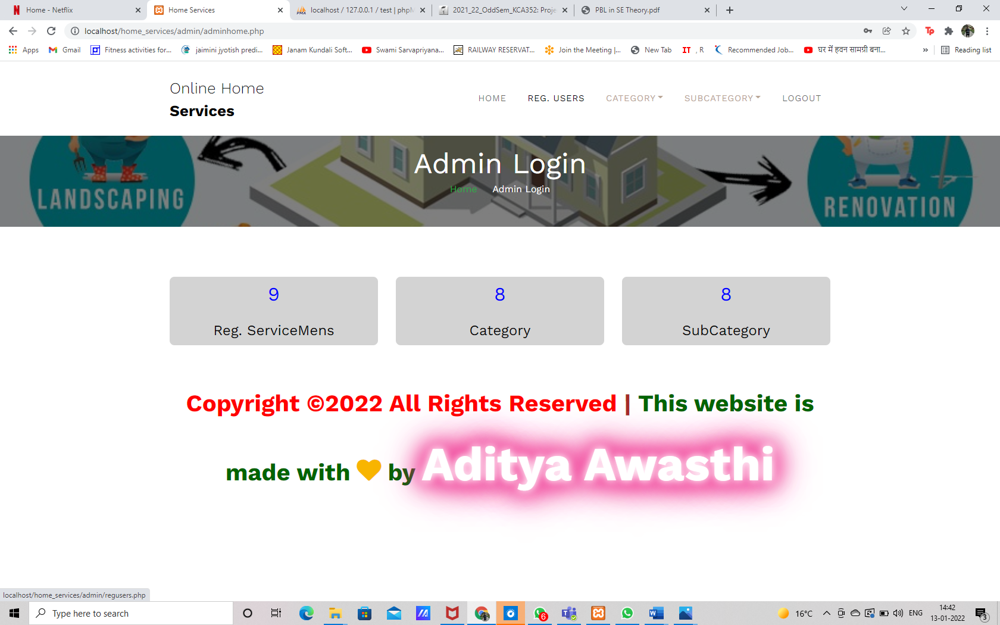 Home - Netflix
Home Services
localhost / 127.0.0.1 / test | phpM
2021_22_OddSem_KCA352: Proje
PBL in SE Theory.pdf
localhost/home_services/admin/adminhome.php
Apps
Gmail
Fitness activities for...
jaimini jyotish predi...
Janam Kundali Soft...
Swami Sarvapriyana...
RAILWAY RESERVAT...
Join the Meeting |...
New Tab
IT , R
Recommended Job...
घर में हवन सामग्री बना...
»
Reading list
Online Home
Services
HOME
REG. USERS
CATEGORY
SUBCATEGORY
LOGOUT
LANDSCAPING
Admin Login
Home Admin Login
RENOVATION
9
Reg. ServiceMens
8
Category
8
SubCategory
Copyright ©2022 All Rights Reserved | This website is
made with by Aditya Awasthi
localhost/home_services/admin/regusers.php
Type here to search
6
16°C
ENG
14:42
13-01-2022
3